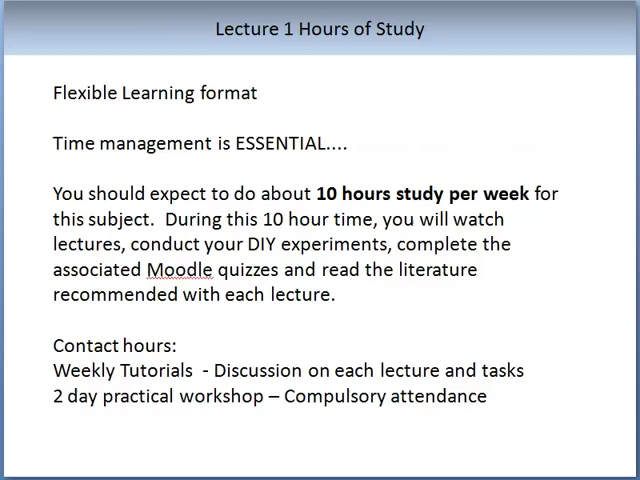 Lecture 1 Hours of Study
Flexible Learning format
Time management is ESSENTIAL....
You should expect to do about 10 hours study per week for
this subject.  During this 10 hour time, you will watch
lectures, conduct your DIY experiments, complete the
associated Moodle quizzes and read the literature
recommended with each lecture.
Contact hours:
Weekly Tutorials  - Discussion on each lecture and tasks
2 day practical workshop – Compulsory attendance